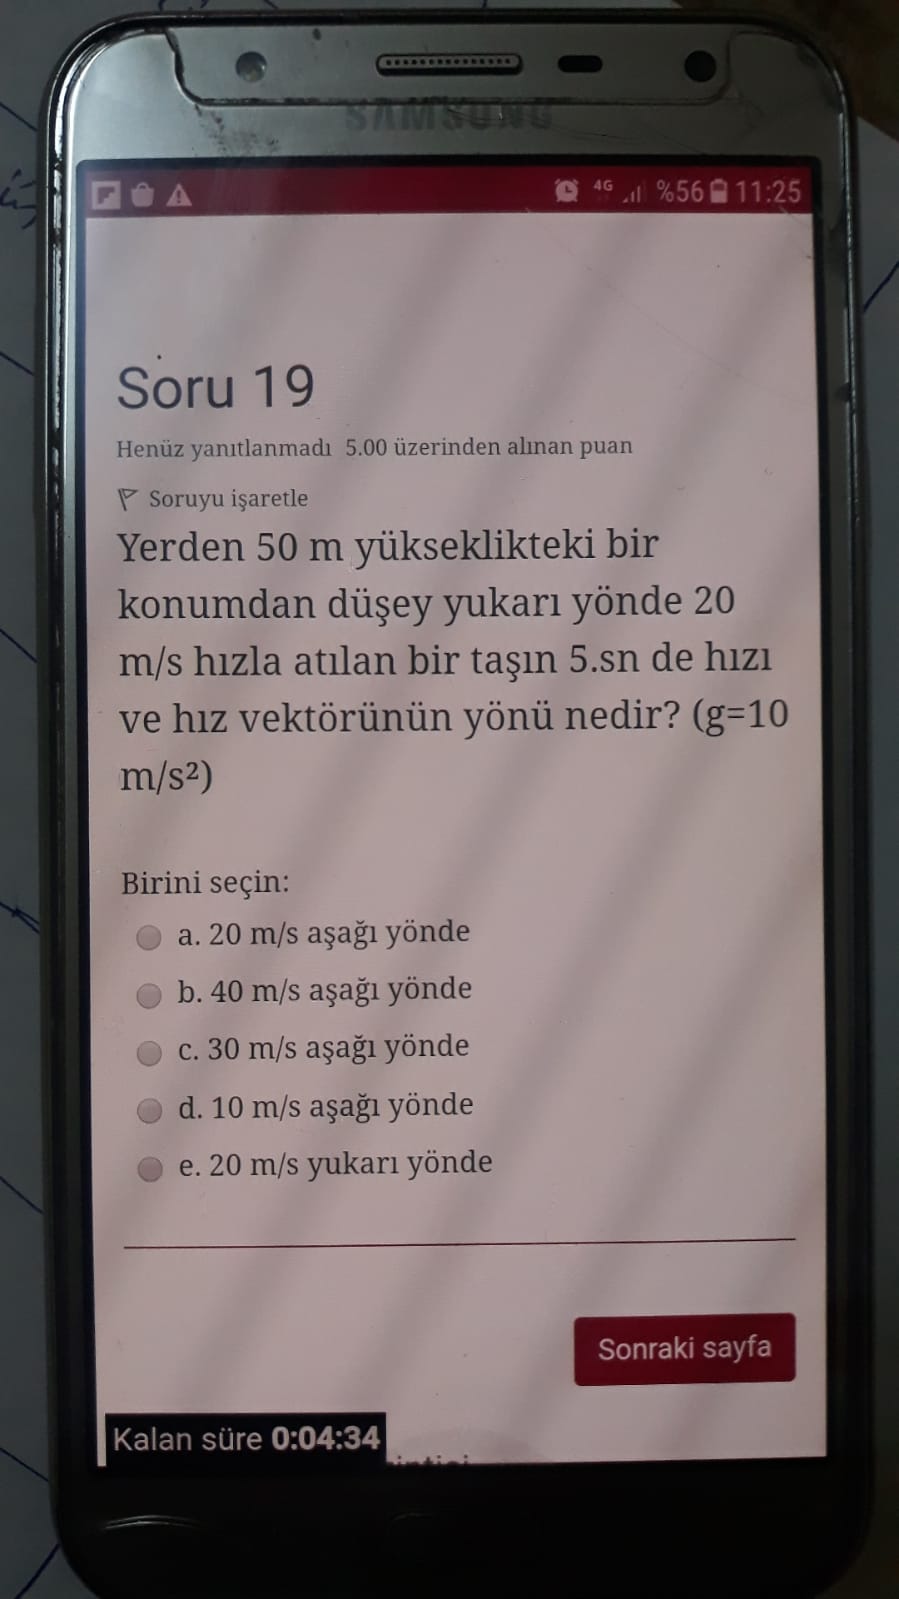 SAMSUNG
4G %56 11:25
Soru 19
Henüz yanıtlanmadı 5.00 üzerinden alınan puan
Soruyu işaretle
Yerden 50 m yükseklikteki bir
konumdan düşey yukarı yönde 20
m/s hızla atılan bir taşın 5.sn de hızı
ve hız vektörünün yönü nedir? (g=10
m/s²)
Birini seçin:
a. 20 m/s aşağı yönde
b. 40 m/s aşağı yönde
c. 30 m/s aşağı yönde
d. 10 m/s aşağı yönde
e. 20 m/s yukarı yönde
Sonraki sayfa
Kalan süre 0:04:34